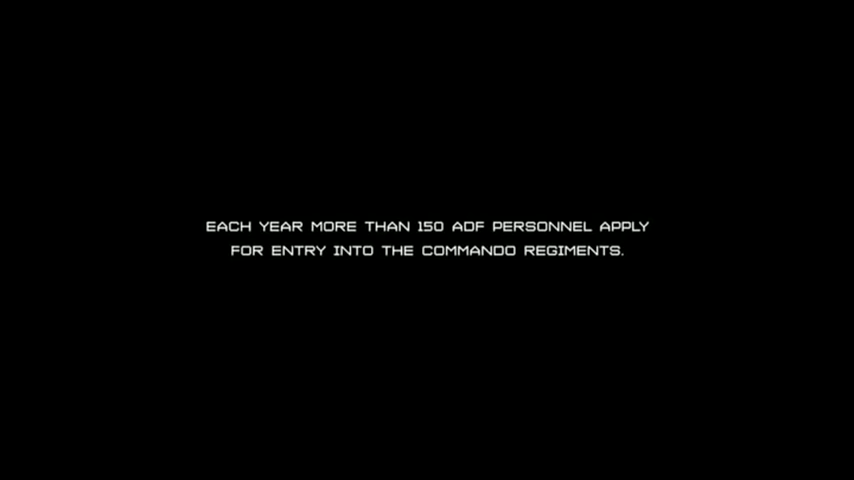 EACH YEAR MORE THAN 150 ADF PERSONNEL APPLY
FOR ENTRY INTO THE COMMANDO REGIMENTS.